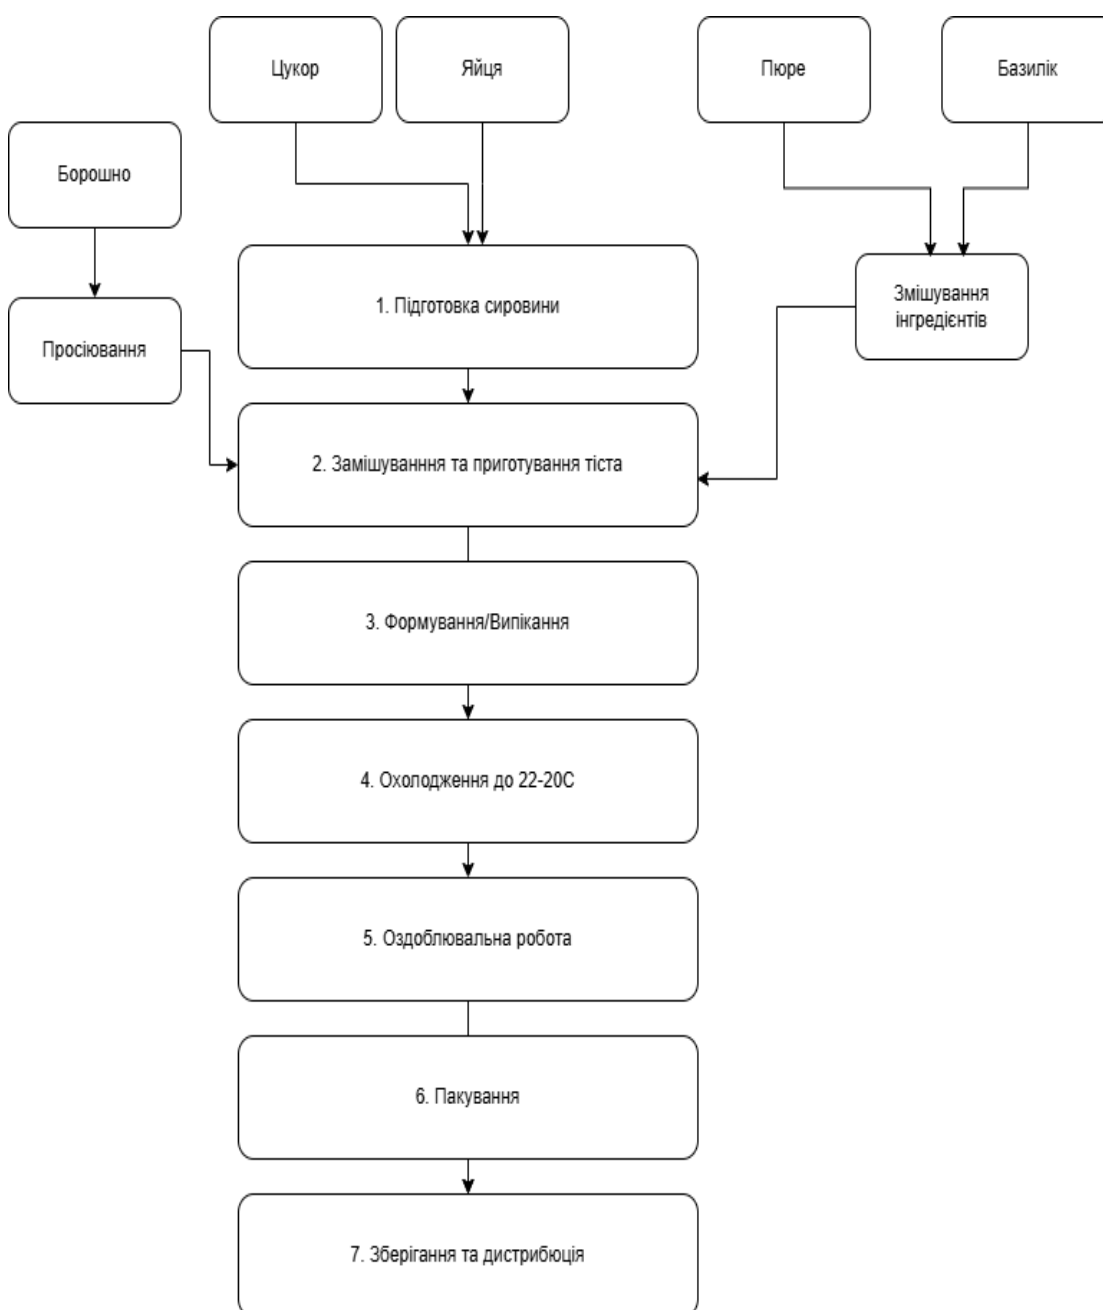 Цукор
Яйця
Пюре
Базилік
Борошно
1. Підготовка сировини
Змішування
інгредієнтів
Просіювання
2. Замішуванння та приготування тіста
3. Формування/Випікання
4. Охолодження до 22-20С
5. Оздоблювальна робота
6. Пакування
7. Зберігання та дистрибюція